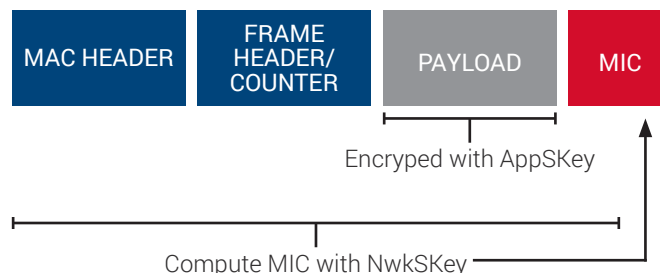 MAC HEADER
FRAME
HEADER/
COUNTER
PAYLOAD
MIC
Encryped with AppSKey
Compute MIC with NwkSKey